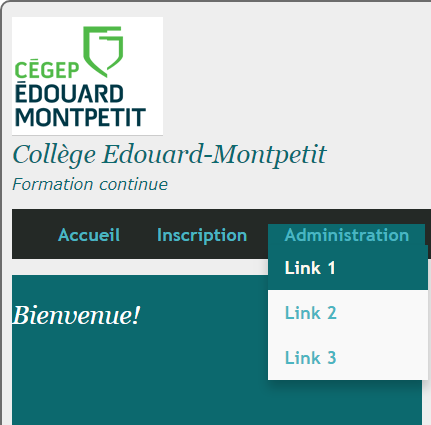 CÉGEP
ÉDOUARD
MONTPETIT
Collège Edouard-Montpetit
Formation continue
Accueil Inscription Administration
Link 1
Link 2
Link 3
Bienvenue!